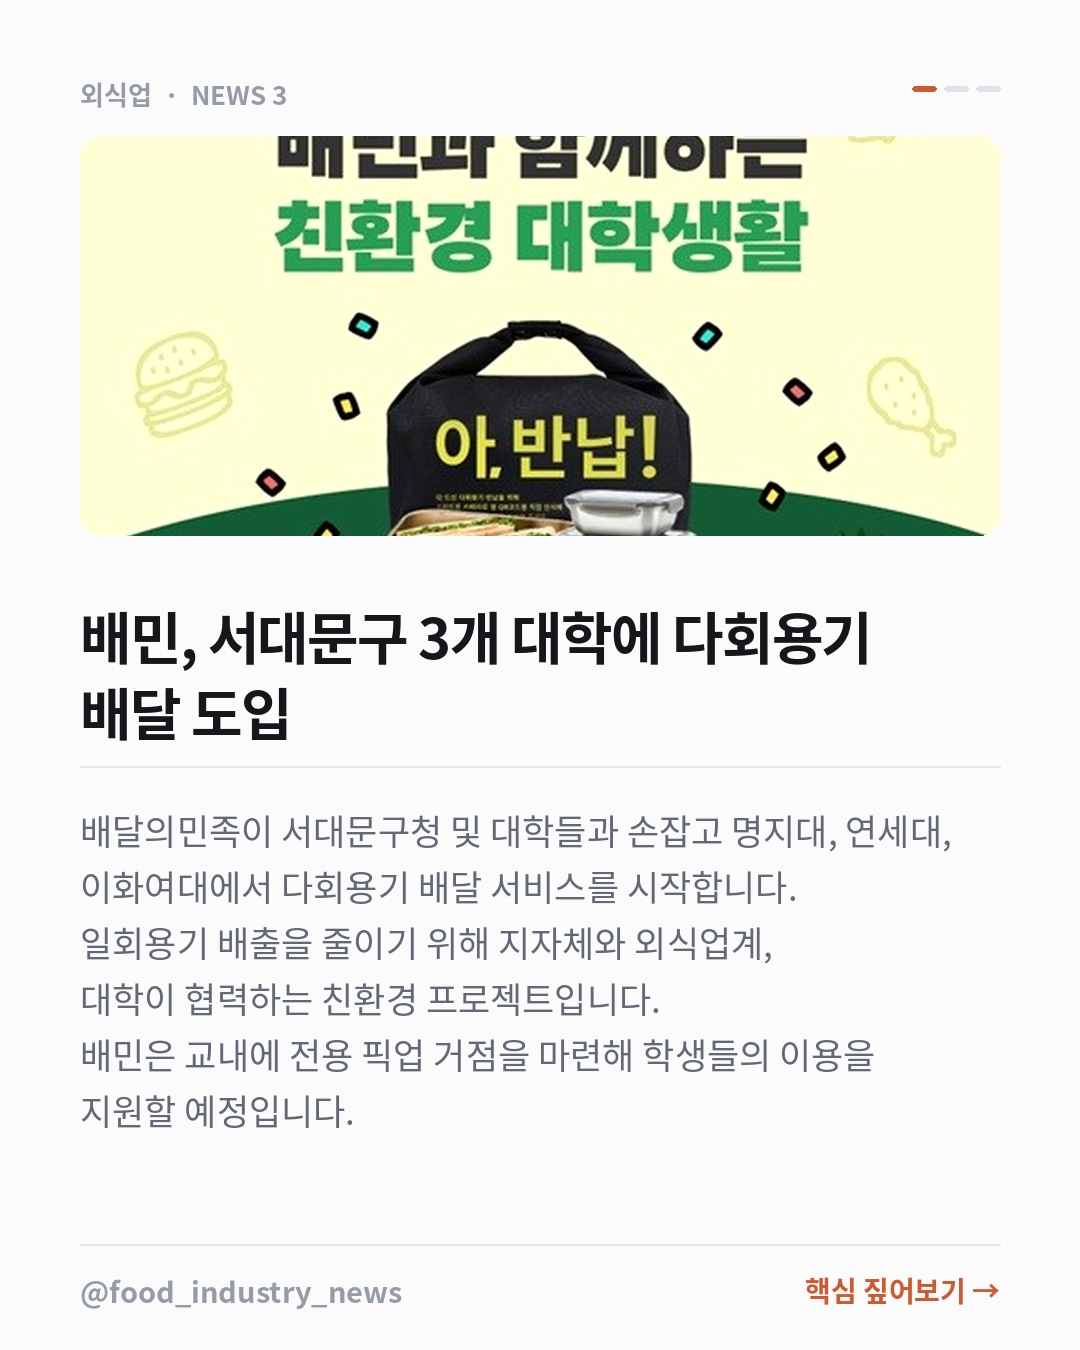 외식업 · NEWS 3
배민과 함께하는
친환경 대학생활
아, 반납!
배민, 서대문구 3개 대학에 다회용기
배달 도입
배달의민족이 서대문구청 및 대학들과 손잡고 명지대, 연세대,
이화여대에서 다회용기 배달 서비스를 시작합니다.
일회용기 배출을 줄이기 위해 지자체와 외식업계,
대학이 협력하는 친환경 프로젝트입니다.
배민은 교내에 전용 픽업 거점을 마련해 학생들의 이용을
지원할 예정입니다.
@food_industry_news
핵심 짚어보기 →